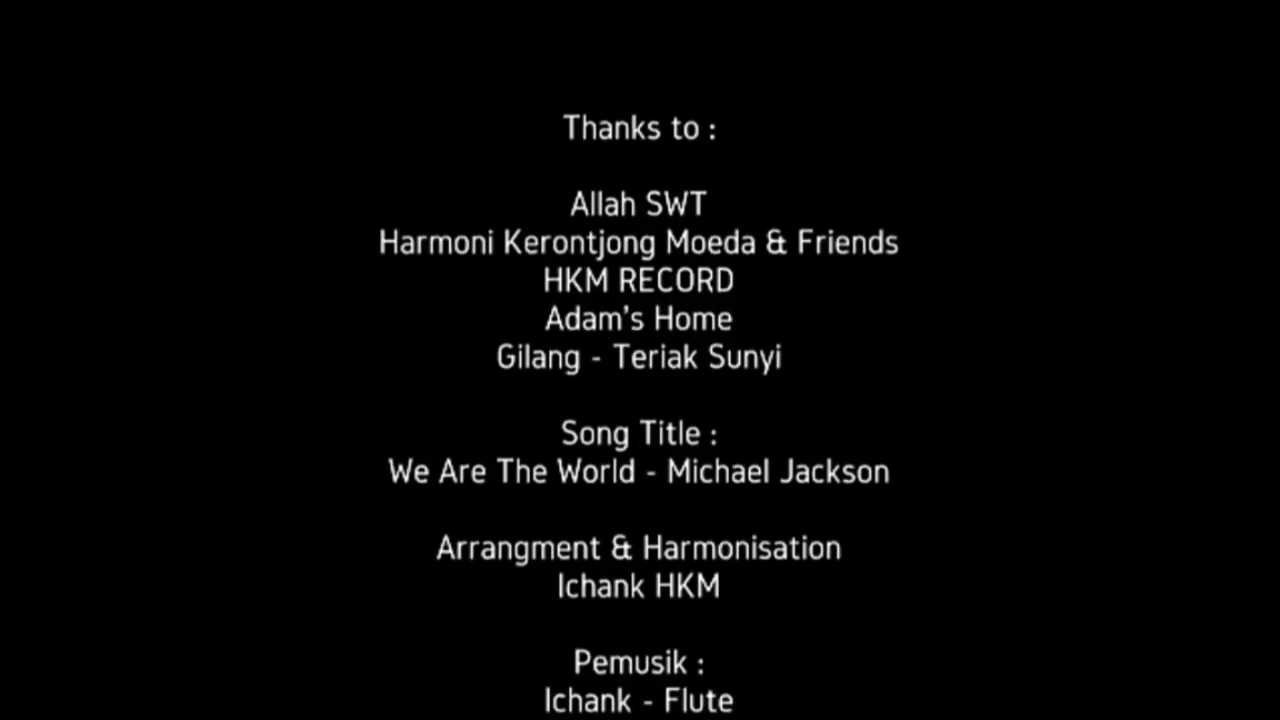 Thanks to :
Allah SWT
Harmoni Kerontjong Moeda & Friends
HKM RECORD
Adam's Home
Gilang - Teriak Sunyi
Song Title :
We Are The World - Michael Jackson
Arrangment & Harmonisation
Ichank HKM
Pemusik :
Ichank - Flute